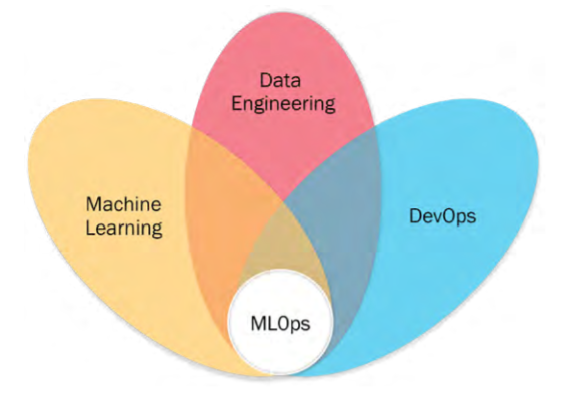 Data
Engineering
Machine
Learning
DevOps
MLOps